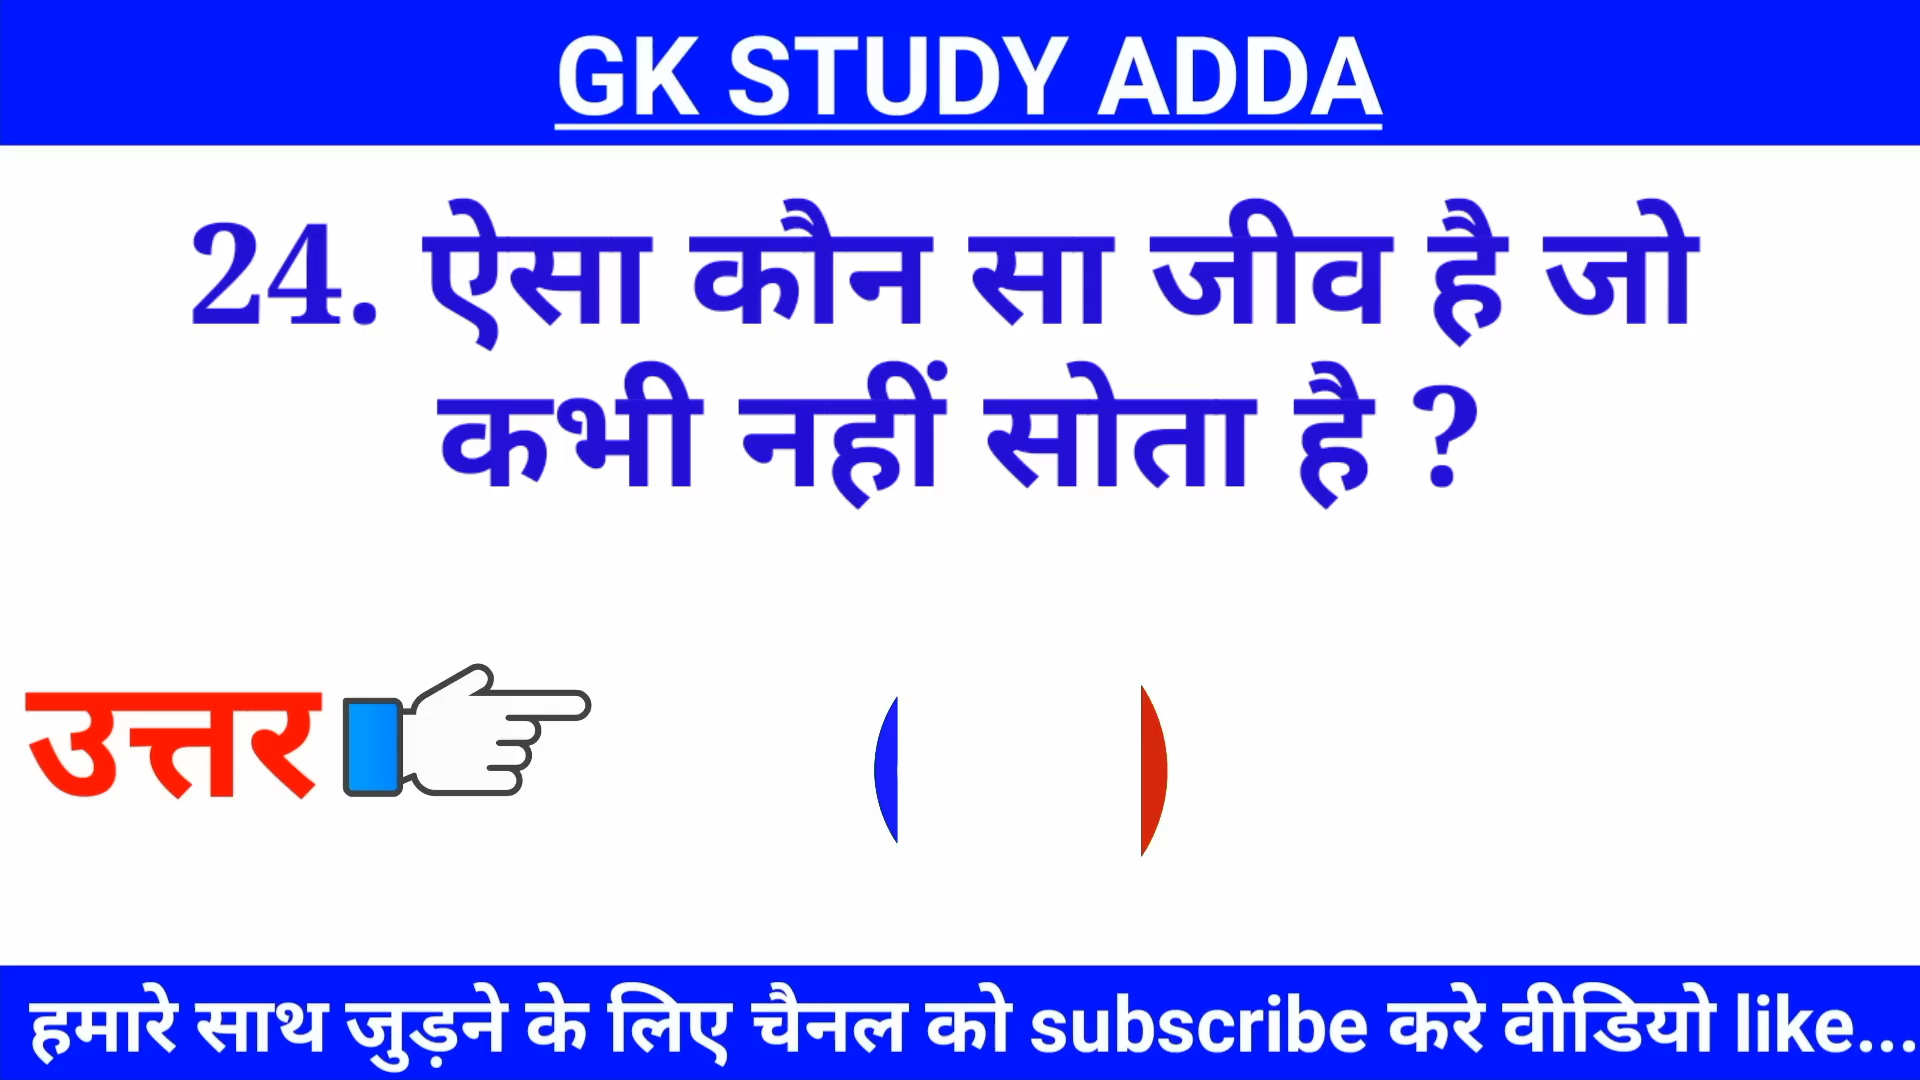 GK STUDY ADDA
24. ऐसा कौन सा जीव है जो
कभी नहीं सोता है ?
उत्तर
हमारे साथ जुड़ने के लिए चैनल को subscribe करे वीडियो like...